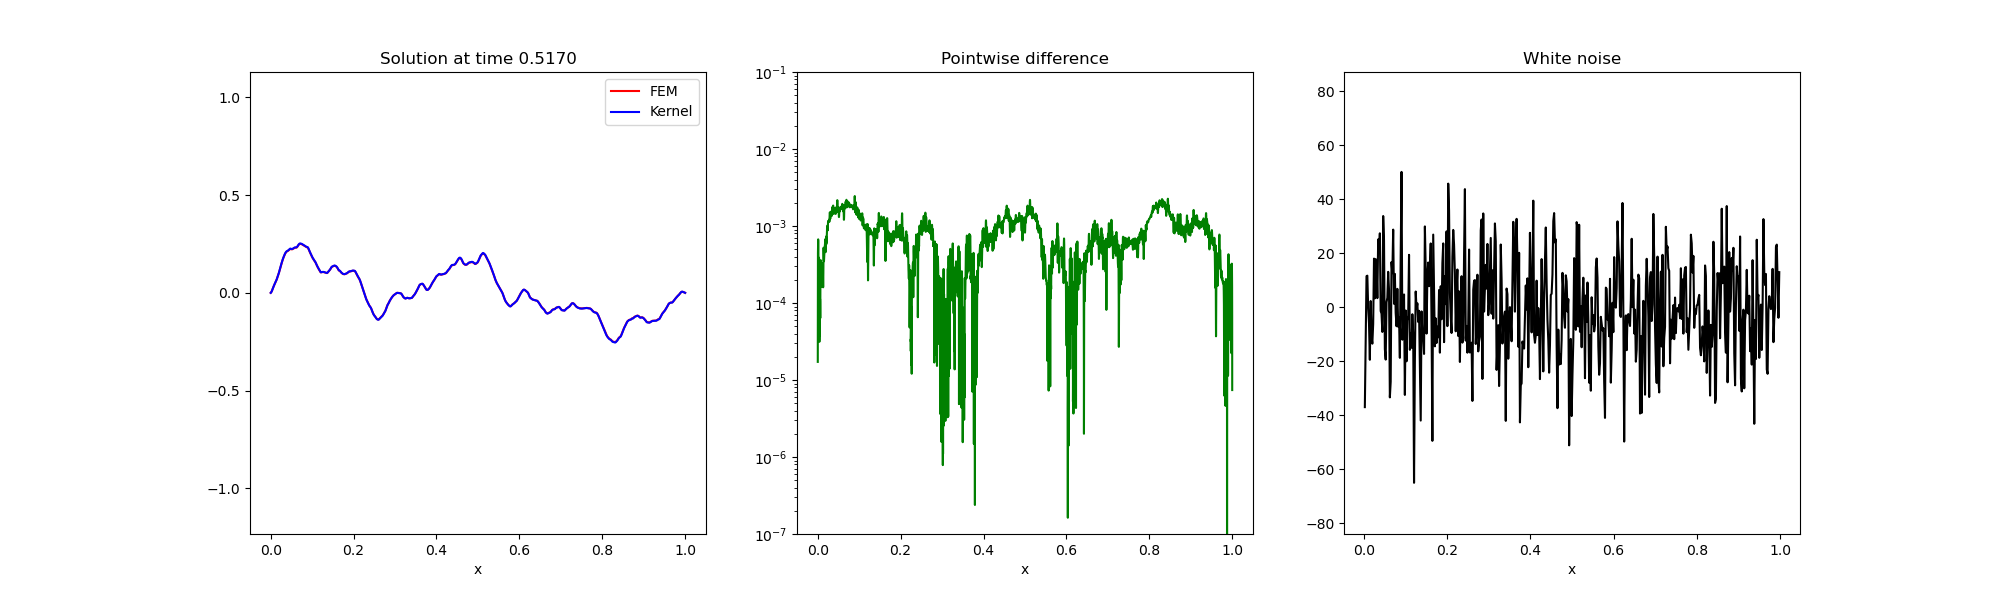 Solution at time 0.5170
1.0
0.5
0.0
−0.5
−1.0
0.0 0.2 0.4 0.6 0.8 1.0
x
FEM
Kernel
Pointwise difference
10⁻¹
10⁻²
10⁻³
10⁻⁴
10⁻⁵
10⁻⁶
10⁻⁷
0.0 0.2 0.4 0.6 0.8 1.0
x
White noise
80
60
40
20
0
−20
−40
−60
−80
0.0 0.2 0.4 0.6 0.8 1.0
x